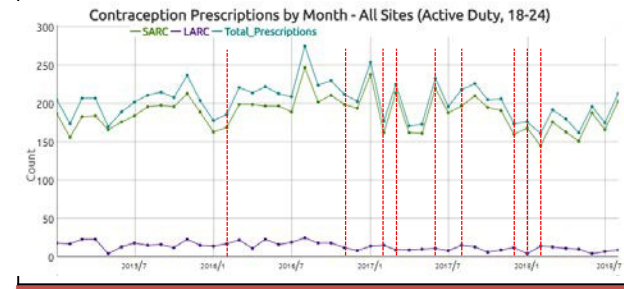 Contraception Prescriptions by Month - All Sites (Active Duty, 18-24)
SARC LARC Total_Prescriptions
300
250
200
150
100
50
0
Count
2015/7 2016/1 2016/7 2017/1 2017/7 2018/1 2018/7